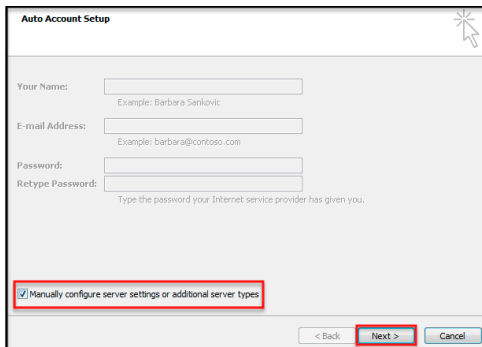 Auto Account Setup
Your Name:
Example: Barbara Sankovic
E-mail Address:
Example: barbara@contoso.com
Password:
Retype Password:
Type the password your Internet service provider has given you.
Manually configure server settings or additional server types
< Back Next > Cancel